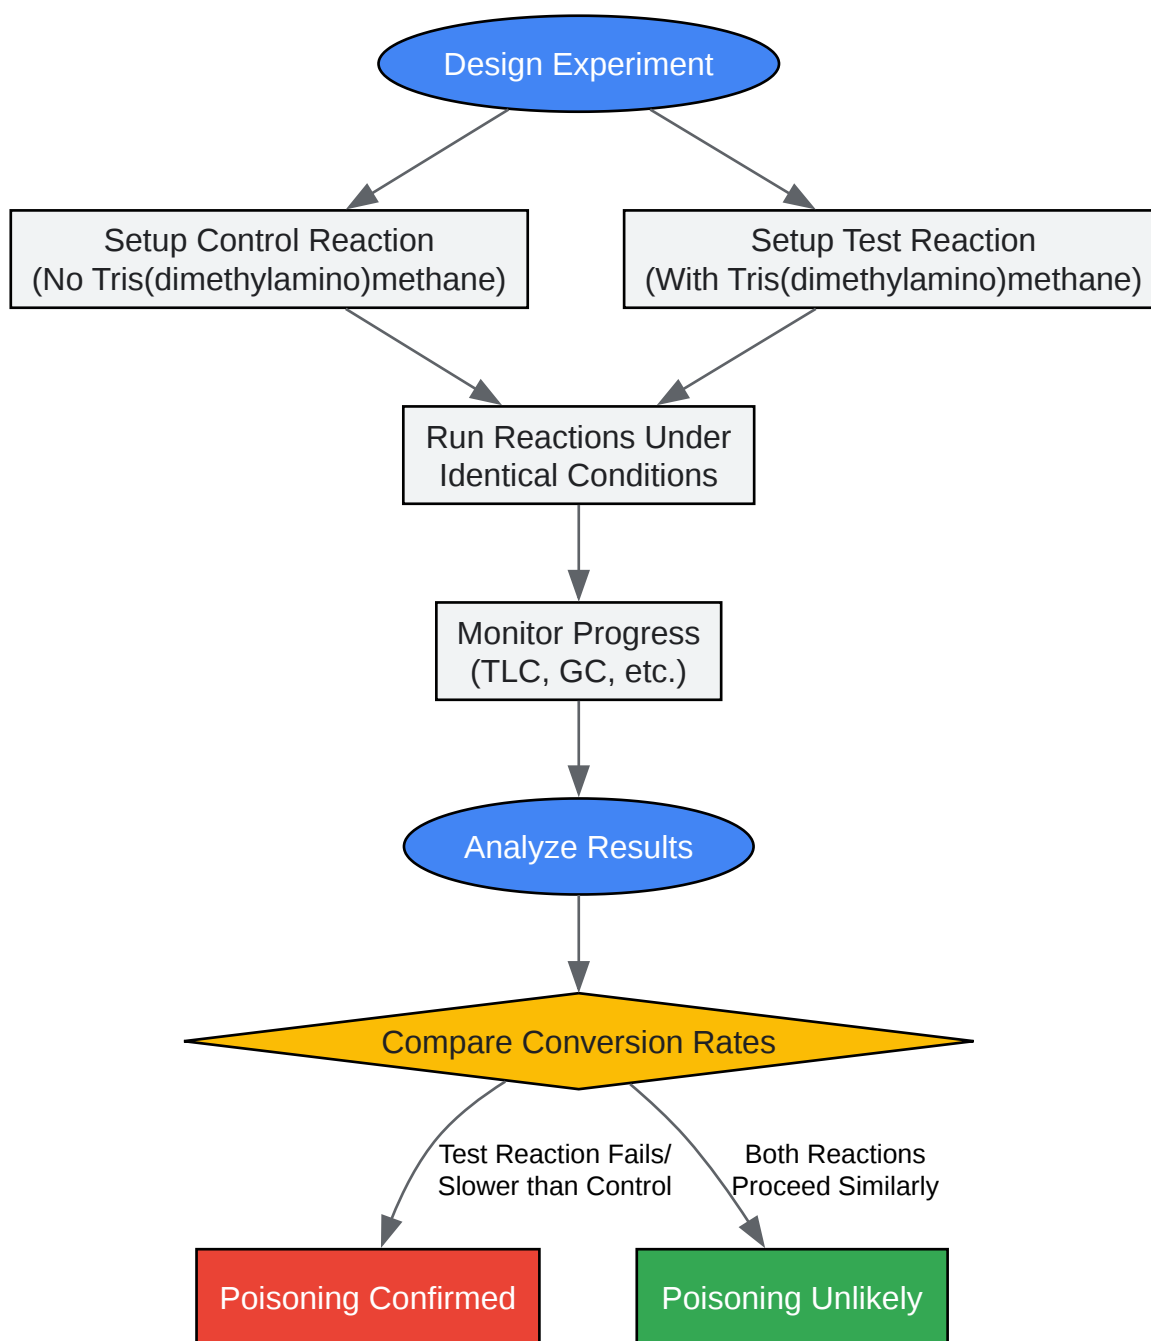 Design Experiment
Setup Control Reaction
(No Tris(dimethylamino)methane)
Setup Test Reaction
(With Tris(dimethylamino)methane)
Run Reactions Under
Identical Conditions
Monitor Progress
(TLC, GC, etc.)
Analyze Results
Compare Conversion Rates
Test Reaction Fails/
Slower than Control
Both Reactions
Proceed Similarly
Poisoning Confirmed
Poisoning Unlikely